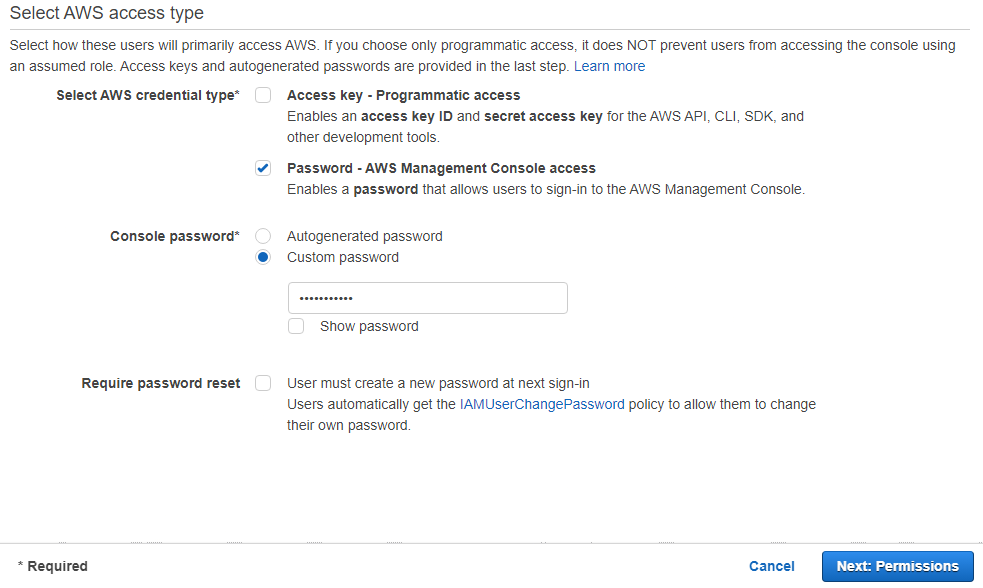 Select AWS access type
Select how these users will primarily access AWS. If you choose only programmatic access, it does NOT prevent users from accessing the console using
an assumed role. Access keys and autogenerated passwords are provided in the last step. Learn more
Select AWS credential type*
Access key - Programmatic access
Enables an access key ID and secret access key for the AWS API, CLI, SDK, and
other development tools.
Password - AWS Management Console access
Enables a password that allows users to sign-in to the AWS Management Console.
Console password*
Autogenerated password
Custom password
•••••••••••
Show password
Require password reset
User must create a new password at next sign-in
Users automatically get the IAMUserChangePassword policy to allow them to change
their own password.
* Required
Cancel
Next: Permissions